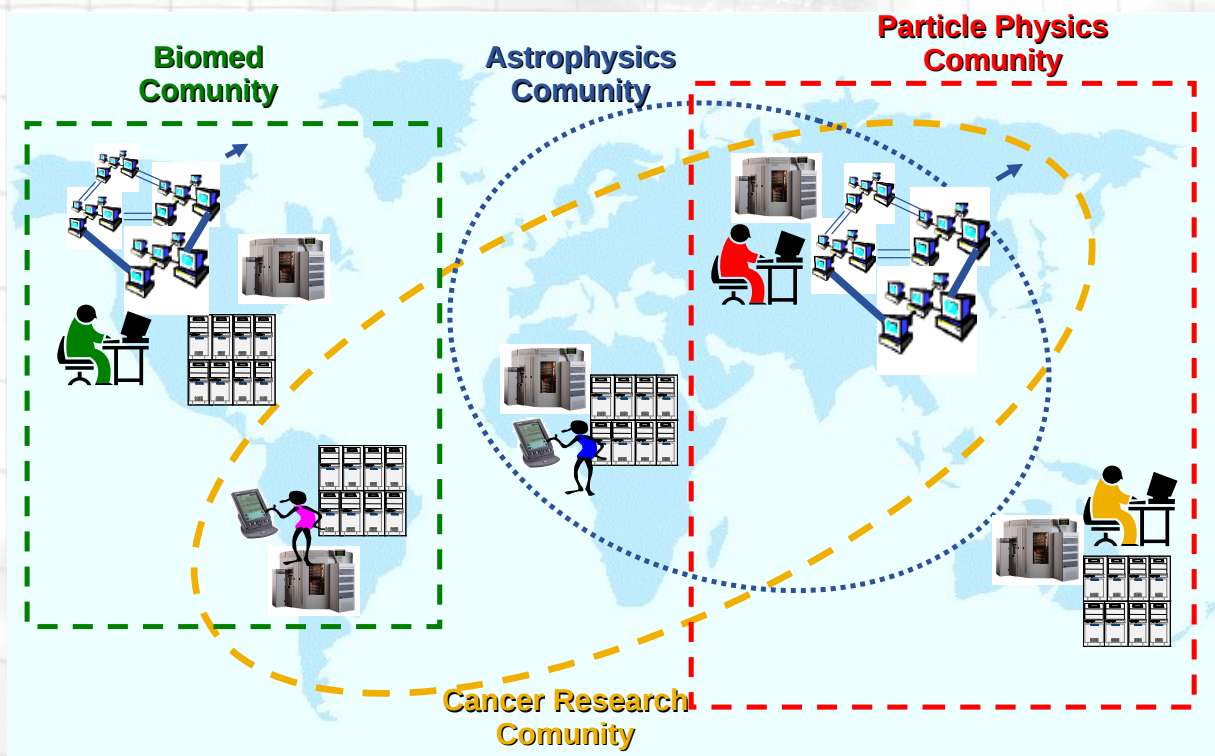 Biomed
Comunity
Astrophysics
Comunity
Particle Physics
Comunity
Cancer Research
Comunity